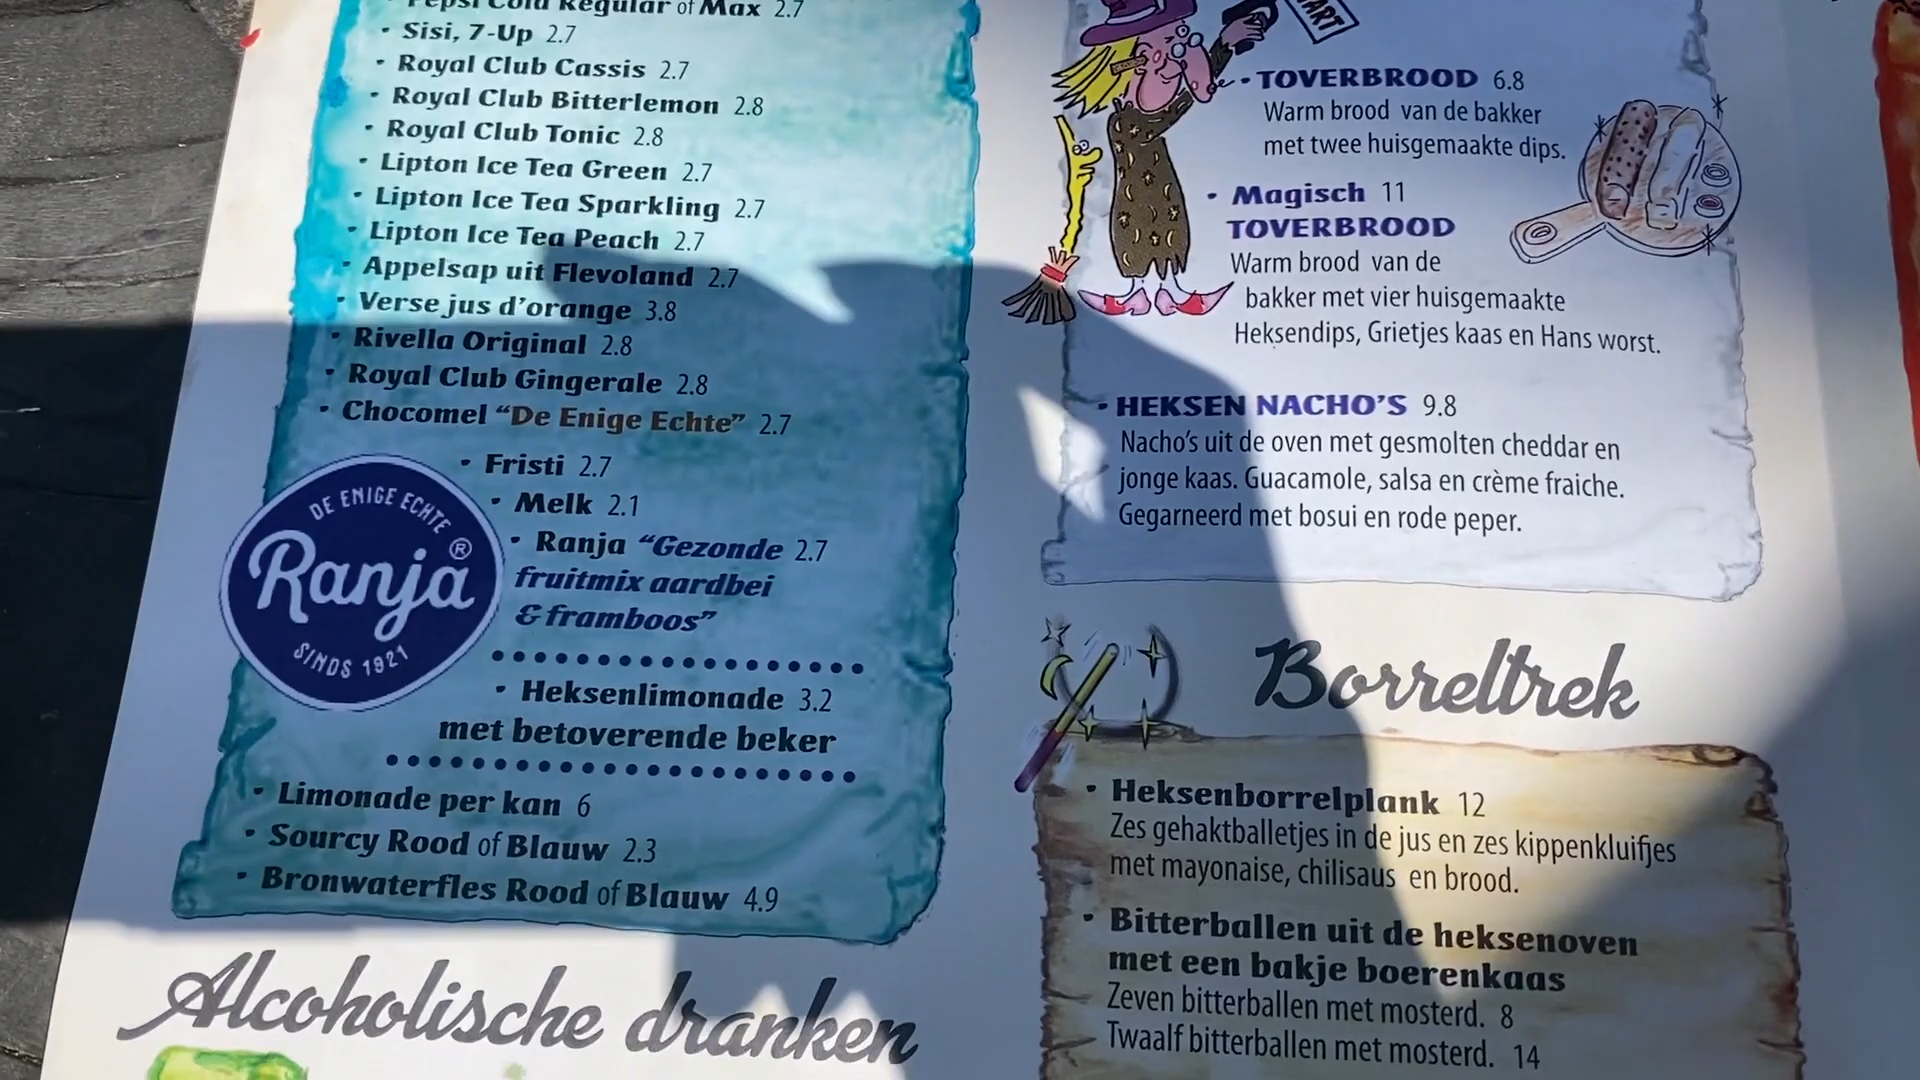 Pepsi Cola Regular of Max 2.7
• Sisi, 7-Up 2.7
• Royal Club Cassis 2.7
• Royal Club Bitterlemon 2.8
• Royal Club Tonic 2.8
• Lipton Ice Tea Green 2.7
• Lipton Ice Tea Sparkling 2.7
• Lipton Ice Tea Peach 2.7
• Appelsap uit Flevoland 2.7
• Verse jus d'orange 3.8
• Rivella Original 2.8
• Royal Club Gingerale 2.8
• Chocomel “De Enige Echte” 2.7
• Fristi 2.7
• Melk 2.1
• Ranja “Gezonde 2.7
fruitmix aardbei
& framboos”
DE ENIGE ECHTE
Ranja®
SINDS 1921
• Heksenlimonade 3.2
met betoverende beker
• Limonade per kan 6
• Sourcy Rood of Blauw 2.3
• Bronwaterfles Rood of Blauw 4.9
Alcoholische dranken
• TOVERBROOD 6.8
Warm brood van de bakker
met twee huisgemaakte dips.
• Magisch 11
TOVERBROOD
Warm brood van de
bakker met vier huisgemaakte
Heksendips, Grietjes kaas en Hans worst.
• HEKSEN NACHO'S 9.8
Nacho's uit de oven met gesmolten cheddar en
jonge kaas. Guacamole, salsa en crème fraiche.
Gegarneerd met bosui en rode peper.
Borreltrek
• Heksenborrelplank 12
Zes gehaktballetjes in de jus en zes kippenkluifjes
met mayonaise, chilisaus en brood.
• Bitterballen uit de heksenoven
met een bakje boerenkaas
Zeven bitterballen met mosterd. 8
Twaalf bitterballen met mosterd. 14